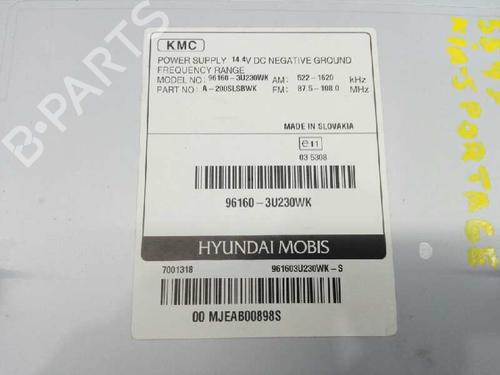 KMC
POWER SUPPLY 14.4V DC NEGATIVE GROUND
FREQUENCY RANGE
MODEL NO: 96160-3U230WK AM: 522-1620 kHz
PART NO: A-200SLSBWK FM: 87.5-108.0 MHz
MADE IN SLOVAKIA
e11
03 5308
96160-3U230WK
HYUNDAI MOBIS
7001318 961603U230WK-S
00 MJEAB00898S
KIA SPORTAGE